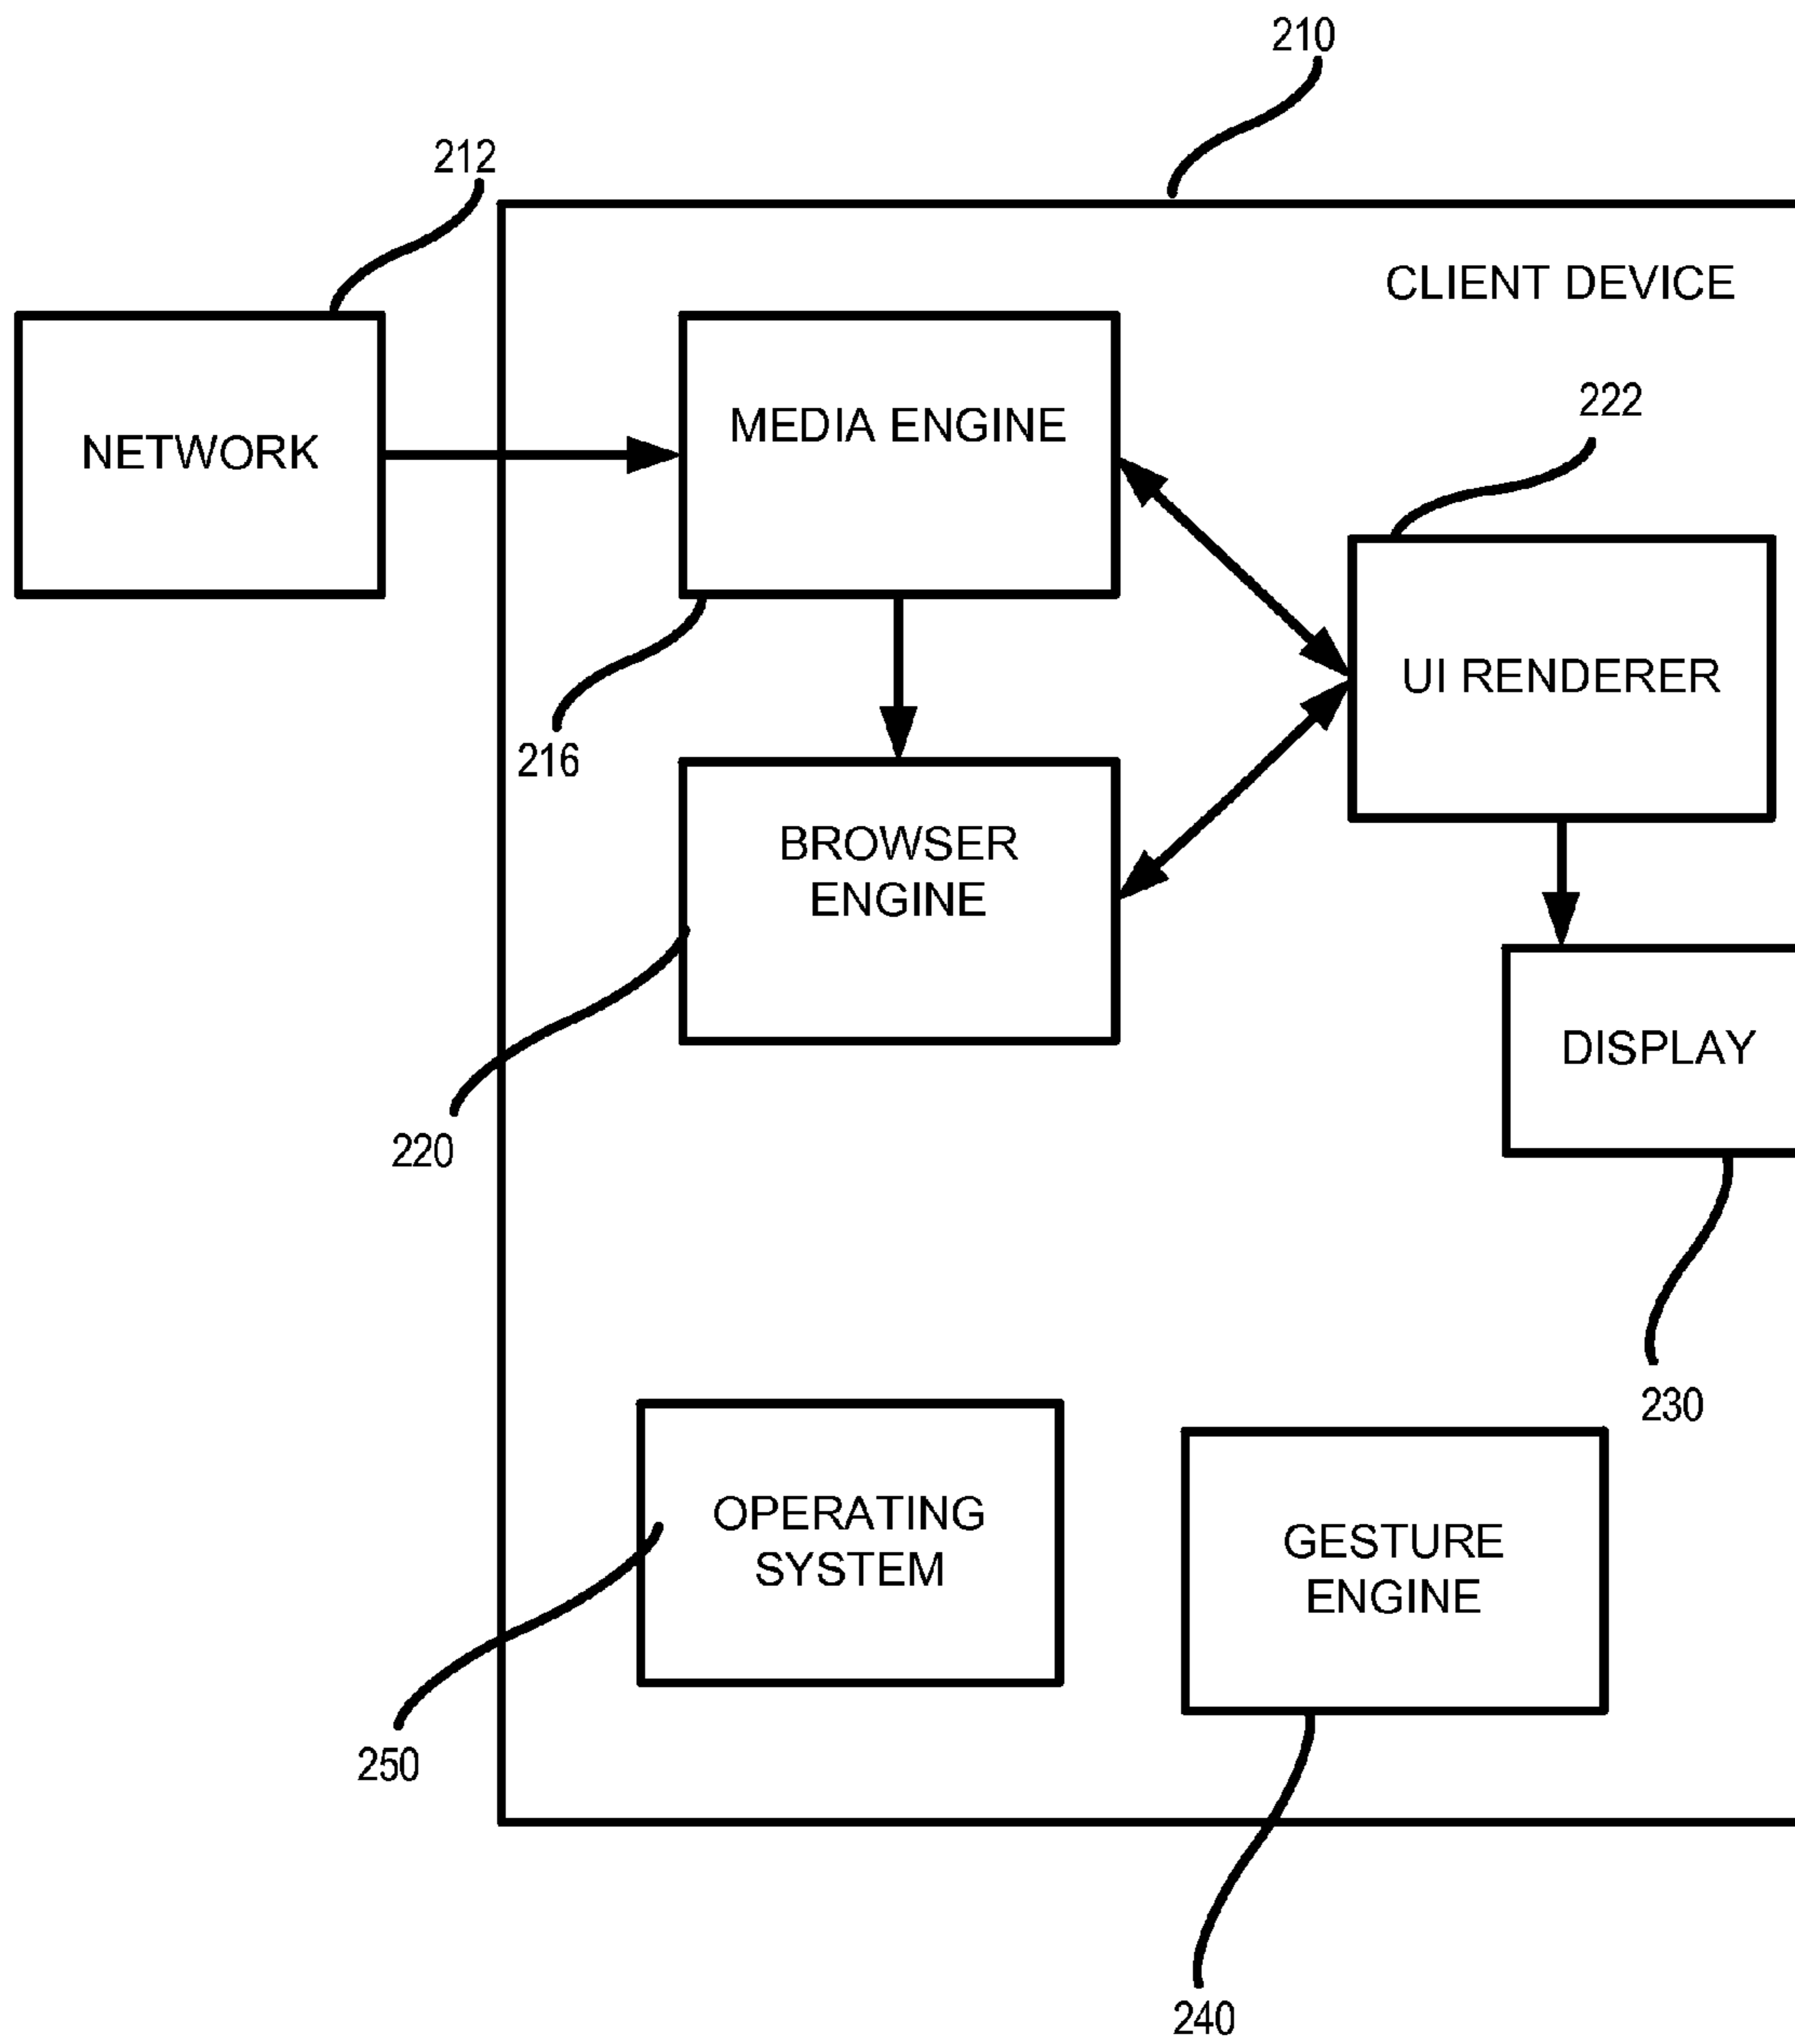 210
212
CLIENT DEVICE
222
NETWORK
MEDIA ENGINE
UI RENDERER
216
BROWSER
ENGINE
DISPLAY
220
230
OPERATING
SYSTEM
GESTURE
ENGINE
250
240